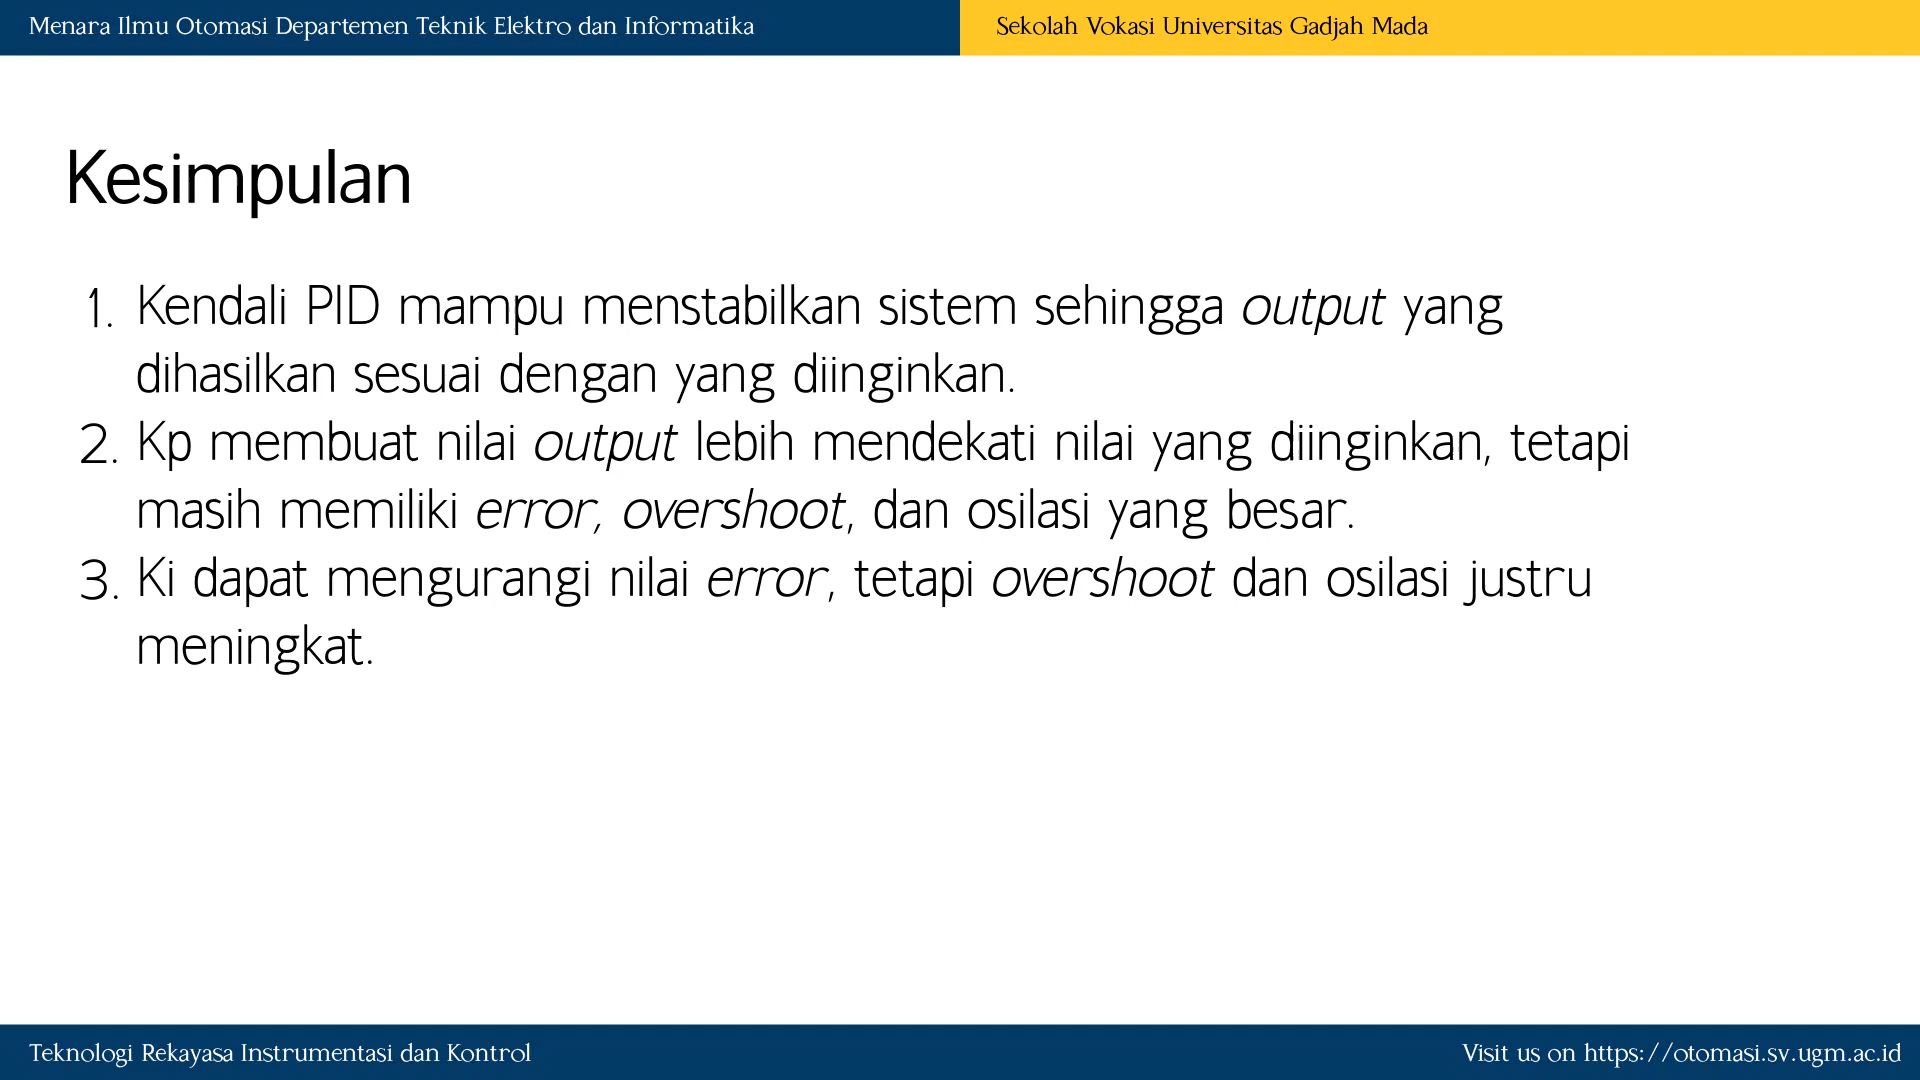 Menara Ilmu Otomasi Departemen Teknik Elektro dan Informatika
Sekolah Vokasi Universitas Gadjah Mada
Kesimpulan
1. Kendali PID mampu menstabilkan sistem sehingga output yang
dihasilkan sesuai dengan yang diinginkan.
2. Kp membuat nilai output lebih mendekati nilai yang diinginkan, tetapi
masih memiliki error, overshoot, dan osilasi yang besar.
3. Ki dapat mengurangi nilai error, tetapi overshoot dan osilasi justru
meningkat.
Teknologi Rekayasa Instrumentasi dan Kontrol
Visit us on https://otomasi.sv.ugm.ac.id